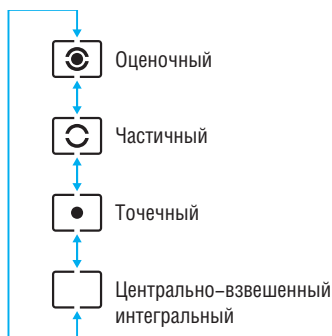 Оценочный
Частичный
Точечный
Центрально–взвешенный
интегральный